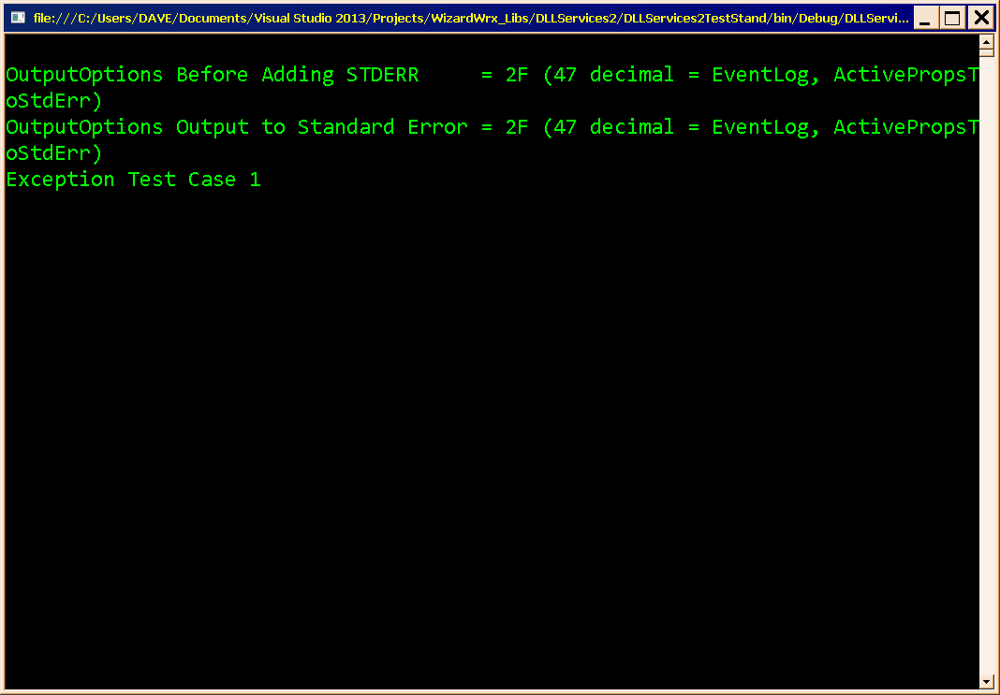 file:///C:/Users/DAVE/Documents/Visual Studio 2013/Projects/WizardWrx_Libs/DLLServices2/DLLServices2TestStand/bin/Debug/DLLServi...
OutputOptions Before Adding STDERR     = 2F (47 decimal = EventLog, ActivePropsT
oStdErr)
OutputOptions Output to Standard Error = 2F (47 decimal = EventLog, ActivePropsT
oStdErr)
Exception Test Case 1